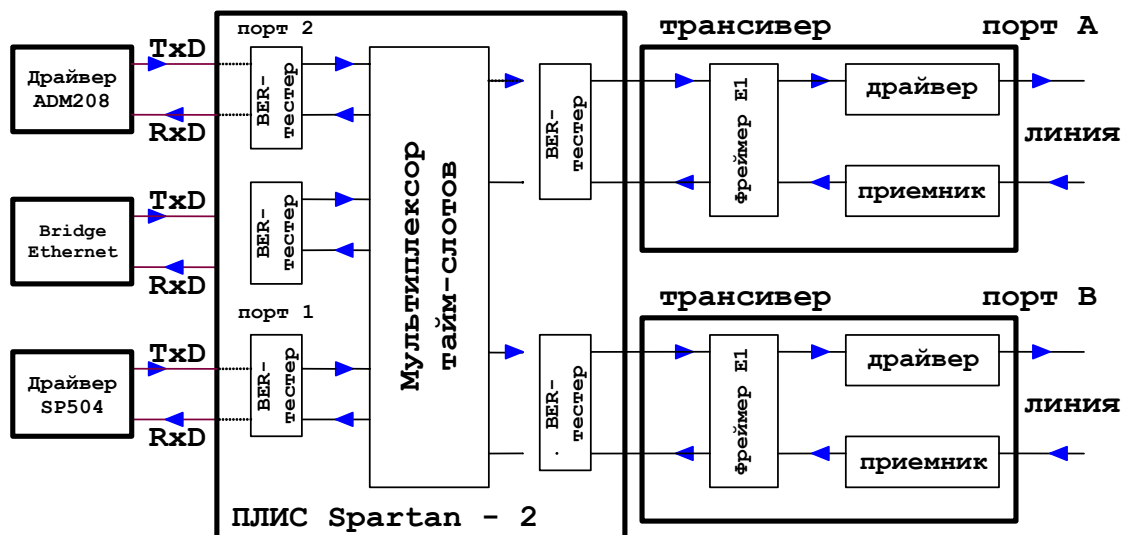 трансивер
порт A
порт 2
TxD
Драйвер
ADM208
RxD
BER-
тестер
BER-
тестер
фреймер E1
драйвер
приемник
линия
TxD
Bridge
Ethernet
RxD
BER-
тестер
Мультиплексор
тайм-слотов
трансивер
порт B
порт 1
TxD
Драйвер
SP504
RxD
BER-
тестер
BER-
тестер
фреймер E1
драйвер
приемник
линия
ПЛИС Spartan - 2